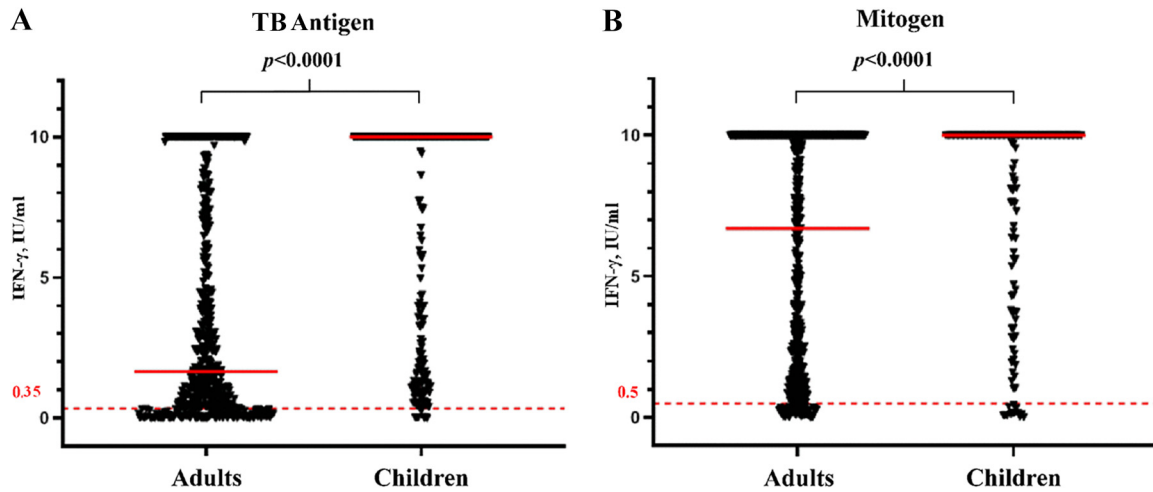 A
TB Antigen
p<0.0001
IFN-γ, IU/ml
10
5
0.35
0
Adults
Children
B
Mitogen
p<0.0001
IFN-γ, IU/ml
10
5
0.5
0
Adults
Children